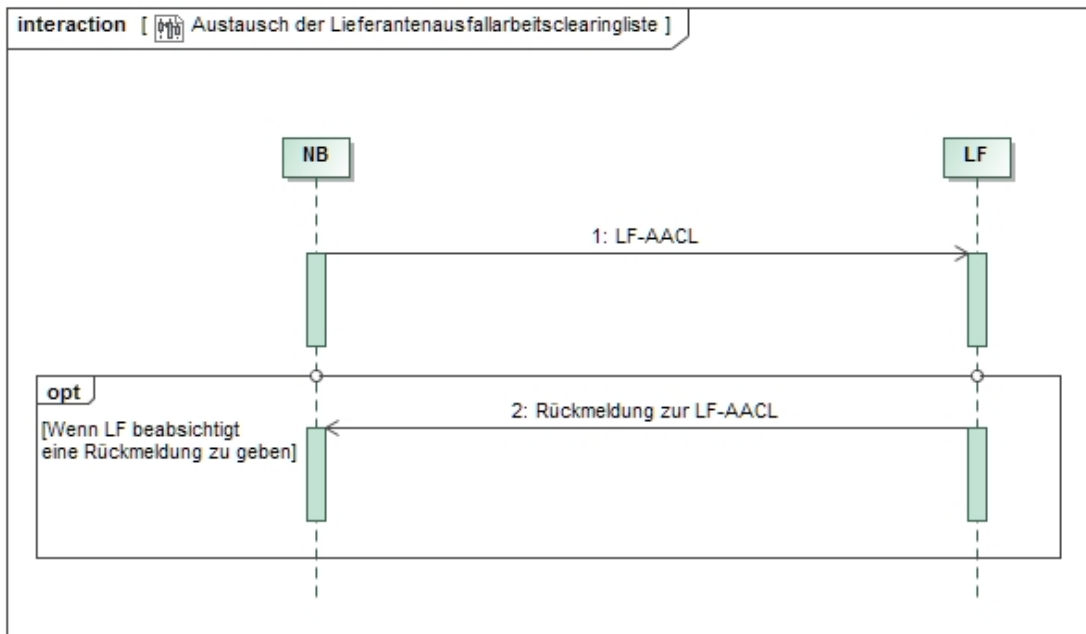 interaction [ Austausch der Lieferantenausfallarbeitsclearingliste ]
NB
LF
1: LF-AACL
opt
2: Rückmeldung zur LF-AACL
[Wenn LF beabsichtigt
eine Rückmeldung zu geben]